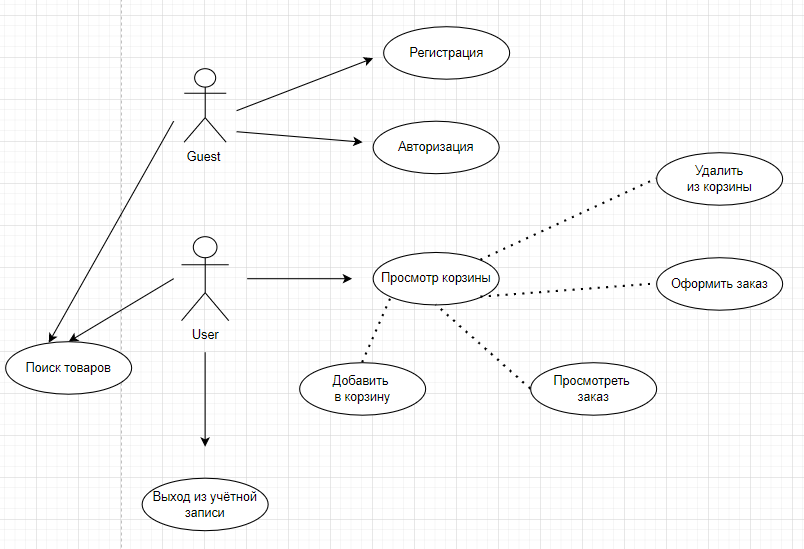 Регистрация
Авторизация
Guest
Удалить
из корзины
Просмотр корзины
Оформить заказ
User
Поиск товаров
Добавить
в корзину
Просмотреть
заказ
Выход из учётной
записи